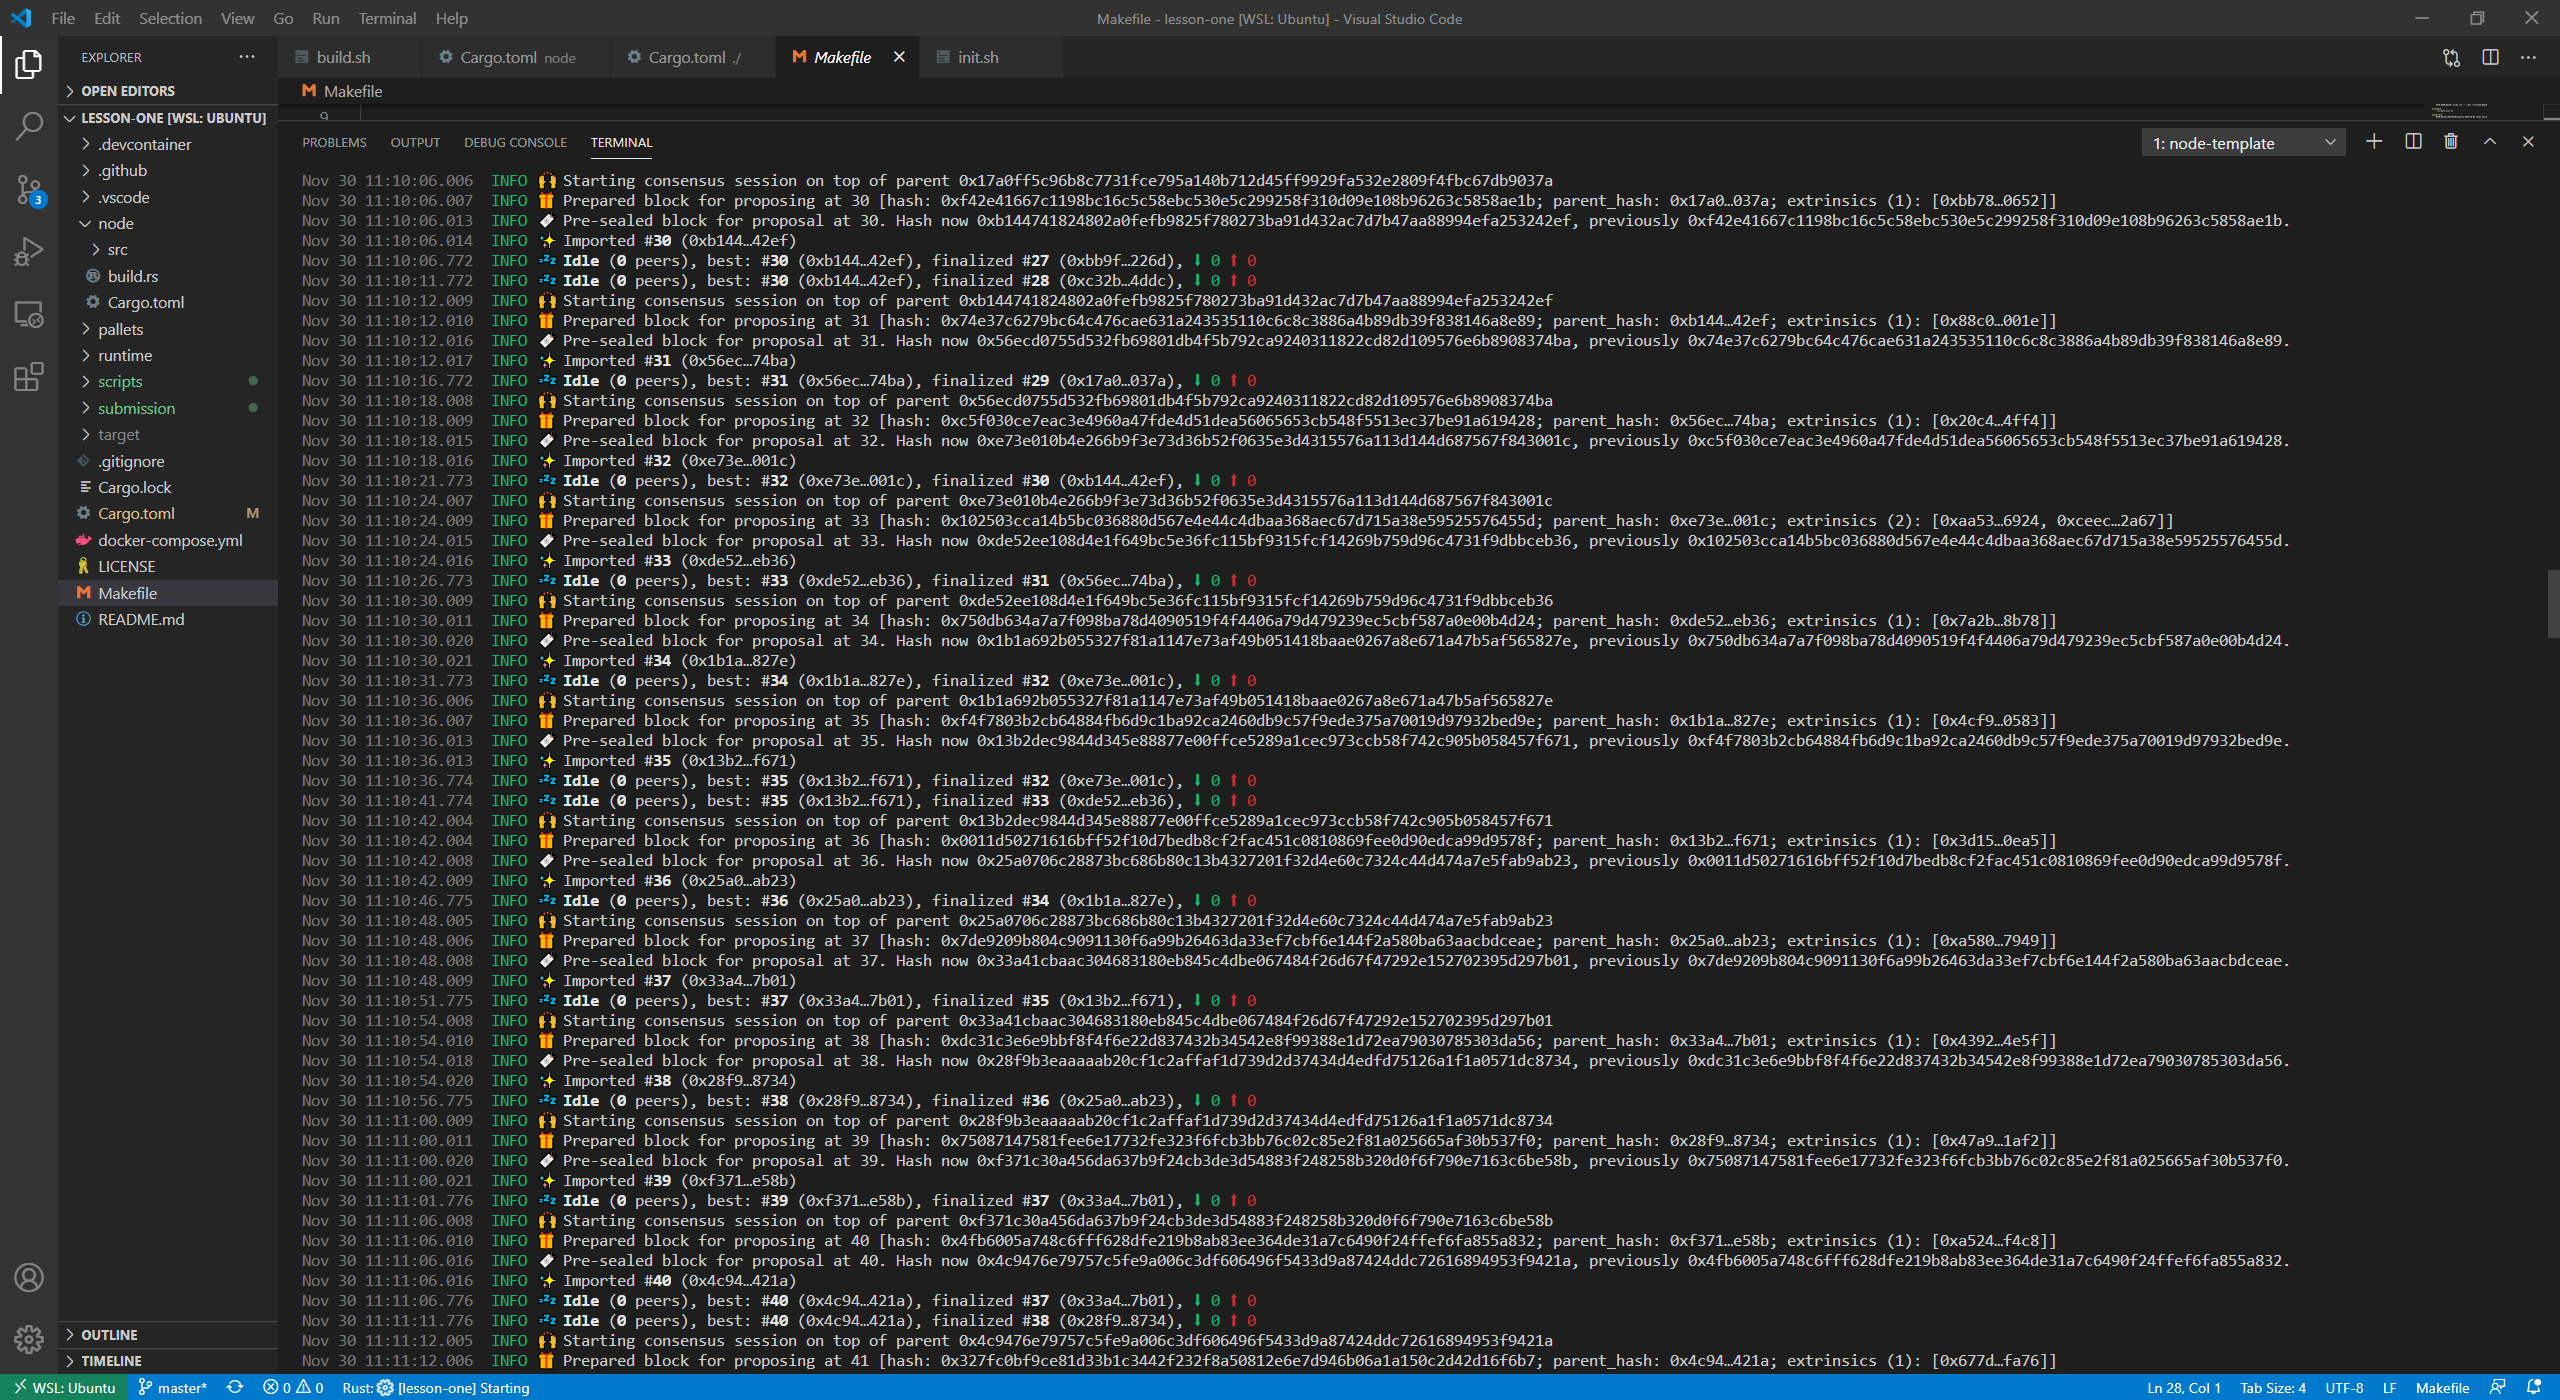 File Edit Selection View Go Run Terminal Help
Makefile - lesson-one [WSL: Ubuntu] - Visual Studio Code
EXPLORER
build.sh
Cargo.toml node
Cargo.toml ./
Makefile
init.sh
OPEN EDITORS
Makefile
LESSON-ONE [WSL: UBUNTU]
9
.devcontainer
.github
.vscode
node
src
build.rs
Cargo.toml
pallets
runtime
scripts
submission
target
.gitignore
Cargo.lock
Cargo.toml M
docker-compose.yml
LICENSE
Makefile
README.md
OUTLINE
TIMELINE
3
PROBLEMS OUTPUT DEBUG CONSOLE TERMINAL
1: node-template
Nov 30 11:10:06.006 INFO 🙌 Starting consensus session on top of parent 0x17a0ff5c96b8c7731fce795a140b712d45ff9929fa532e2809f4fbc67db9037a
Nov 30 11:10:06.007 INFO 🎁 Prepared block for proposing at 30 [hash: 0xf42e41667c1198bc16c5c58ebc530e5c299258f310d09e108b96263c5858ae1b; parent_hash: 0x17a0…037a; extrinsics (1): [0xbb78…0652]]
Nov 30 11:10:06.013 INFO 🔖 Pre-sealed block for proposal at 30. Hash now 0xb144741824802a0fefb9825f780273ba91d432ac7d7b47aa88994efa253242ef, previously 0xf42e41667c1198bc16c5c58ebc530e5c299258f310d09e108b96263c5858ae1b.
Nov 30 11:10:06.014 INFO ✨ Imported #30 (0xb144…42ef)
Nov 30 11:10:06.772 INFO 💤 Idle (0 peers), best: #30 (0xb144…42ef), finalized #27 (0xbb9f…226d), ⬇ 0 ⬆ 0
Nov 30 11:10:11.772 INFO 💤 Idle (0 peers), best: #30 (0xb144…42ef), finalized #28 (0xc32b…4ddc), ⬇ 0 ⬆ 0
Nov 30 11:10:12.009 INFO 🙌 Starting consensus session on top of parent 0xb144741824802a0fefb9825f780273ba91d432ac7d7b47aa88994efa253242ef
Nov 30 11:10:12.010 INFO 🎁 Prepared block for proposing at 31 [hash: 0x74e37c6279bc64c476cae631a243535110c6c8c3886a4b89db39f838146a8e89; parent_hash: 0xb144…42ef; extrinsics (1): [0x88c0…001e]]
Nov 30 11:10:12.016 INFO 🔖 Pre-sealed block for proposal at 31. Hash now 0x56ecd0755d532fb69801db4f5b792ca9240311822cd82d109576e6b8908374ba, previously 0x74e37c6279bc64c476cae631a243535110c6c8c3886a4b89db39f838146a8e89.
Nov 30 11:10:12.017 INFO ✨ Imported #31 (0x56ec…74ba)
Nov 30 11:10:16.772 INFO 💤 Idle (0 peers), best: #31 (0x56ec…74ba), finalized #29 (0x17a0…037a), ⬇ 0 ⬆ 0
Nov 30 11:10:18.008 INFO 🙌 Starting consensus session on top of parent 0x56ecd0755d532fb69801db4f5b792ca9240311822cd82d109576e6b8908374ba
Nov 30 11:10:18.009 INFO 🎁 Prepared block for proposing at 32 [hash: 0xc5f030ce7eac3e4960a47fde4d51dea56065653cb548f5513ec37be91a619428; parent_hash: 0x56ec…74ba; extrinsics (1): [0x20c4…4ff4]]
Nov 30 11:10:18.015 INFO 🔖 Pre-sealed block for proposal at 32. Hash now 0xe73e010b4e266b9f3e73d36b52f0635e3d4315576a113d144d687567f843001c, previously 0xc5f030ce7eac3e4960a47fde4d51dea56065653cb548f5513ec37be91a619428.
Nov 30 11:10:18.016 INFO ✨ Imported #32 (0xe73e…001c)
Nov 30 11:10:21.773 INFO 💤 Idle (0 peers), best: #32 (0xe73e…001c), finalized #30 (0xb144…42ef), ⬇ 0 ⬆ 0
Nov 30 11:10:24.007 INFO 🙌 Starting consensus session on top of parent 0xe73e010b4e266b9f3e73d36b52f0635e3d4315576a113d144d687567f843001c
Nov 30 11:10:24.009 INFO 🎁 Prepared block for proposing at 33 [hash: 0x102503cca14b5bc036880d567e4e44c4dbaa368aec67d715a38e59525576455d; parent_hash: 0xe73e…001c; extrinsics (2): [0xaa53…6924, 0xceec…2a67]]
Nov 30 11:10:24.015 INFO 🔖 Pre-sealed block for proposal at 33. Hash now 0xde52ee108d4e1f649bc5e36fc115bf9315fcf14269b759d96c4731f9dbbceb36, previously 0x102503cca14b5bc036880d567e4e44c4dbaa368aec67d715a38e59525576455d.
Nov 30 11:10:24.016 INFO ✨ Imported #33 (0xde52…eb36)
Nov 30 11:10:26.773 INFO 💤 Idle (0 peers), best: #33 (0xde52…eb36), finalized #31 (0x56ec…74ba), ⬇ 0 ⬆ 0
Nov 30 11:10:30.009 INFO 🙌 Starting consensus session on top of parent 0xde52ee108d4e1f649bc5e36fc115bf9315fcf14269b759d96c4731f9dbbceb36
Nov 30 11:10:30.011 INFO 🎁 Prepared block for proposing at 34 [hash: 0x750db634a7a7f098ba78d4090519f4f4406a79d479239ec5cbf587a0e00b4d24; parent_hash: 0xde52…eb36; extrinsics (1): [0x7a2b…8b78]]
Nov 30 11:10:30.020 INFO 🔖 Pre-sealed block for proposal at 34. Hash now 0x1b1a692b055327f81a1147e73af49b051418baae0267a8e671a47b5af565827e, previously 0x750db634a7a7f098ba78d4090519f4f4406a79d479239ec5cbf587a0e00b4d24.
Nov 30 11:10:30.021 INFO ✨ Imported #34 (0x1b1a…827e)
Nov 30 11:10:31.773 INFO 💤 Idle (0 peers), best: #34 (0x1b1a…827e), finalized #32 (0xe73e…001c), ⬇ 0 ⬆ 0
Nov 30 11:10:36.006 INFO 🙌 Starting consensus session on top of parent 0x1b1a692b055327f81a1147e73af49b051418baae0267a8e671a47b5af565827e
Nov 30 11:10:36.007 INFO 🎁 Prepared block for proposing at 35 [hash: 0xf4f7803b2cb64884fb6d9c1ba92ca2460db9c57f9ede375a70019d97932bed9e; parent_hash: 0x1b1a…827e; extrinsics (1): [0x4cf9…0583]]
Nov 30 11:10:36.013 INFO 🔖 Pre-sealed block for proposal at 35. Hash now 0x13b2dec9844d345e88877e00ffce5289a1cec973ccb58f742c905b058457f671, previously 0xf4f7803b2cb64884fb6d9c1ba92ca2460db9c57f9ede375a70019d97932bed9e.
Nov 30 11:10:36.013 INFO ✨ Imported #35 (0x13b2…f671)
Nov 30 11:10:36.774 INFO 💤 Idle (0 peers), best: #35 (0x13b2…f671), finalized #32 (0xe73e…001c), ⬇ 0 ⬆ 0
Nov 30 11:10:41.774 INFO 💤 Idle (0 peers), best: #35 (0x13b2…f671), finalized #33 (0xde52…eb36), ⬇ 0 ⬆ 0
Nov 30 11:10:42.004 INFO 🙌 Starting consensus session on top of parent 0x13b2dec9844d345e88877e00ffce5289a1cec973ccb58f742c905b058457f671
Nov 30 11:10:42.004 INFO 🎁 Prepared block for proposing at 36 [hash: 0x0011d50271616bff52f10d7bedb8cf2fac451c0810869fee0d90edca99d9578f; parent_hash: 0x13b2…f671; extrinsics (1): [0x3d15…0ea5]]
Nov 30 11:10:42.008 INFO 🔖 Pre-sealed block for proposal at 36. Hash now 0x25a0706c28873bc686b80c13b4327201f32d4e60c7324c44d474a7e5fab9ab23, previously 0x0011d50271616bff52f10d7bedb8cf2fac451c0810869fee0d90edca99d9578f.
Nov 30 11:10:42.009 INFO ✨ Imported #36 (0x25a0…ab23)
Nov 30 11:10:46.775 INFO 💤 Idle (0 peers), best: #36 (0x25a0…ab23), finalized #34 (0x1b1a…827e), ⬇ 0 ⬆ 0
Nov 30 11:10:48.005 INFO 🙌 Starting consensus session on top of parent 0x25a0706c28873bc686b80c13b4327201f32d4e60c7324c44d474a7e5fab9ab23
Nov 30 11:10:48.006 INFO 🎁 Prepared block for proposing at 37 [hash: 0x7de9209b804c9091130f6a99b26463da33ef7cbf6e144f2a580ba63aacbdceae; parent_hash: 0x25a0…ab23; extrinsics (1): [0xa580…7949]]
Nov 30 11:10:48.008 INFO 🔖 Pre-sealed block for proposal at 37. Hash now 0x33a41cbaac304683180eb845c4dbe067484f26d67f47292e152702395d297b01, previously 0x7de9209b804c9091130f6a99b26463da33ef7cbf6e144f2a580ba63aacbdceae.
Nov 30 11:10:48.009 INFO ✨ Imported #37 (0x33a4…7b01)
Nov 30 11:10:51.775 INFO 💤 Idle (0 peers), best: #37 (0x33a4…7b01), finalized #35 (0x13b2…f671), ⬇ 0 ⬆ 0
Nov 30 11:10:54.008 INFO 🙌 Starting consensus session on top of parent 0x33a41cbaac304683180eb845c4dbe067484f26d67f47292e152702395d297b01
Nov 30 11:10:54.010 INFO 🎁 Prepared block for proposing at 38 [hash: 0xdc31c3e6e9bbf8f4f6e22d837432b34542e8f99388e1d72ea79030785303da56; parent_hash: 0x33a4…7b01; extrinsics (1): [0x4392…4e5f]]
Nov 30 11:10:54.018 INFO 🔖 Pre-sealed block for proposal at 38. Hash now 0x28f9b3eaaaaab20cf1c2affaf1d739d2d37434d4edfd75126a1f1a0571dc8734, previously 0xdc31c3e6e9bbf8f4f6e22d837432b34542e8f99388e1d72ea79030785303da56.
Nov 30 11:10:54.020 INFO ✨ Imported #38 (0x28f9…8734)
Nov 30 11:10:56.775 INFO 💤 Idle (0 peers), best: #38 (0x28f9…8734), finalized #36 (0x25a0…ab23), ⬇ 0 ⬆ 0
Nov 30 11:11:00.009 INFO 🙌 Starting consensus session on top of parent 0x28f9b3eaaaaab20cf1c2affaf1d739d2d37434d4edfd75126a1f1a0571dc8734
Nov 30 11:11:00.011 INFO 🎁 Prepared block for proposing at 39 [hash: 0x75087147581fee6e17732fe323f6fcb3bb76c02c85e2f81a025665af30b537f0; parent_hash: 0x28f9…8734; extrinsics (1): [0x47a9…1af2]]
Nov 30 11:11:00.020 INFO 🔖 Pre-sealed block for proposal at 39. Hash now 0xf371c30a456da637b9f24cb3de3d54883f248258b320d0f6f790e7163c6be58b, previously 0x75087147581fee6e17732fe323f6fcb3bb76c02c85e2f81a025665af30b537f0.
Nov 30 11:11:00.021 INFO ✨ Imported #39 (0xf371…e58b)
Nov 30 11:11:01.776 INFO 💤 Idle (0 peers), best: #39 (0xf371…e58b), finalized #37 (0x33a4…7b01), ⬇ 0 ⬆ 0
Nov 30 11:11:06.008 INFO 🙌 Starting consensus session on top of parent 0xf371c30a456da637b9f24cb3de3d54883f248258b320d0f6f790e7163c6be58b
Nov 30 11:11:06.010 INFO 🎁 Prepared block for proposing at 40 [hash: 0x4fb6005a748c6fff628dfe219b8ab83ee364de31a7c6490f24ffef6fa855a832; parent_hash: 0xf371…e58b; extrinsics (1): [0xa524…f4c8]]
Nov 30 11:11:06.016 INFO 🔖 Pre-sealed block for proposal at 40. Hash now 0x4c9476e79757c5fe9a006c3df606496f5433d9a87424ddc72616894953f9421a, previously 0x4fb6005a748c6fff628dfe219b8ab83ee364de31a7c6490f24ffef6fa855a832.
Nov 30 11:11:06.016 INFO ✨ Imported #40 (0x4c94…421a)
Nov 30 11:11:06.776 INFO 💤 Idle (0 peers), best: #40 (0x4c94…421a), finalized #37 (0x33a4…7b01), ⬇ 0 ⬆ 0
Nov 30 11:11:11.776 INFO 💤 Idle (0 peers), best: #40 (0x4c94…421a), finalized #38 (0x28f9…8734), ⬇ 0 ⬆ 0
Nov 30 11:11:12.005 INFO 🙌 Starting consensus session on top of parent 0x4c9476e79757c5fe9a006c3df606496f5433d9a87424ddc72616894953f9421a
Nov 30 11:11:12.006 INFO 🎁 Prepared block for proposing at 41 [hash: 0x327fc0bf9ce81d33b1c3442f232f8a50812e6e7d946b06a1a150c2d42d16f6b7; parent_hash: 0x4c94…421a; extrinsics (1): [0x677d…fa76]]
WSL: Ubuntu master* 0 0 Rust: [lesson-one] Starting
Ln 28, Col 1 Tab Size: 4 UTF-8 LF Makefile